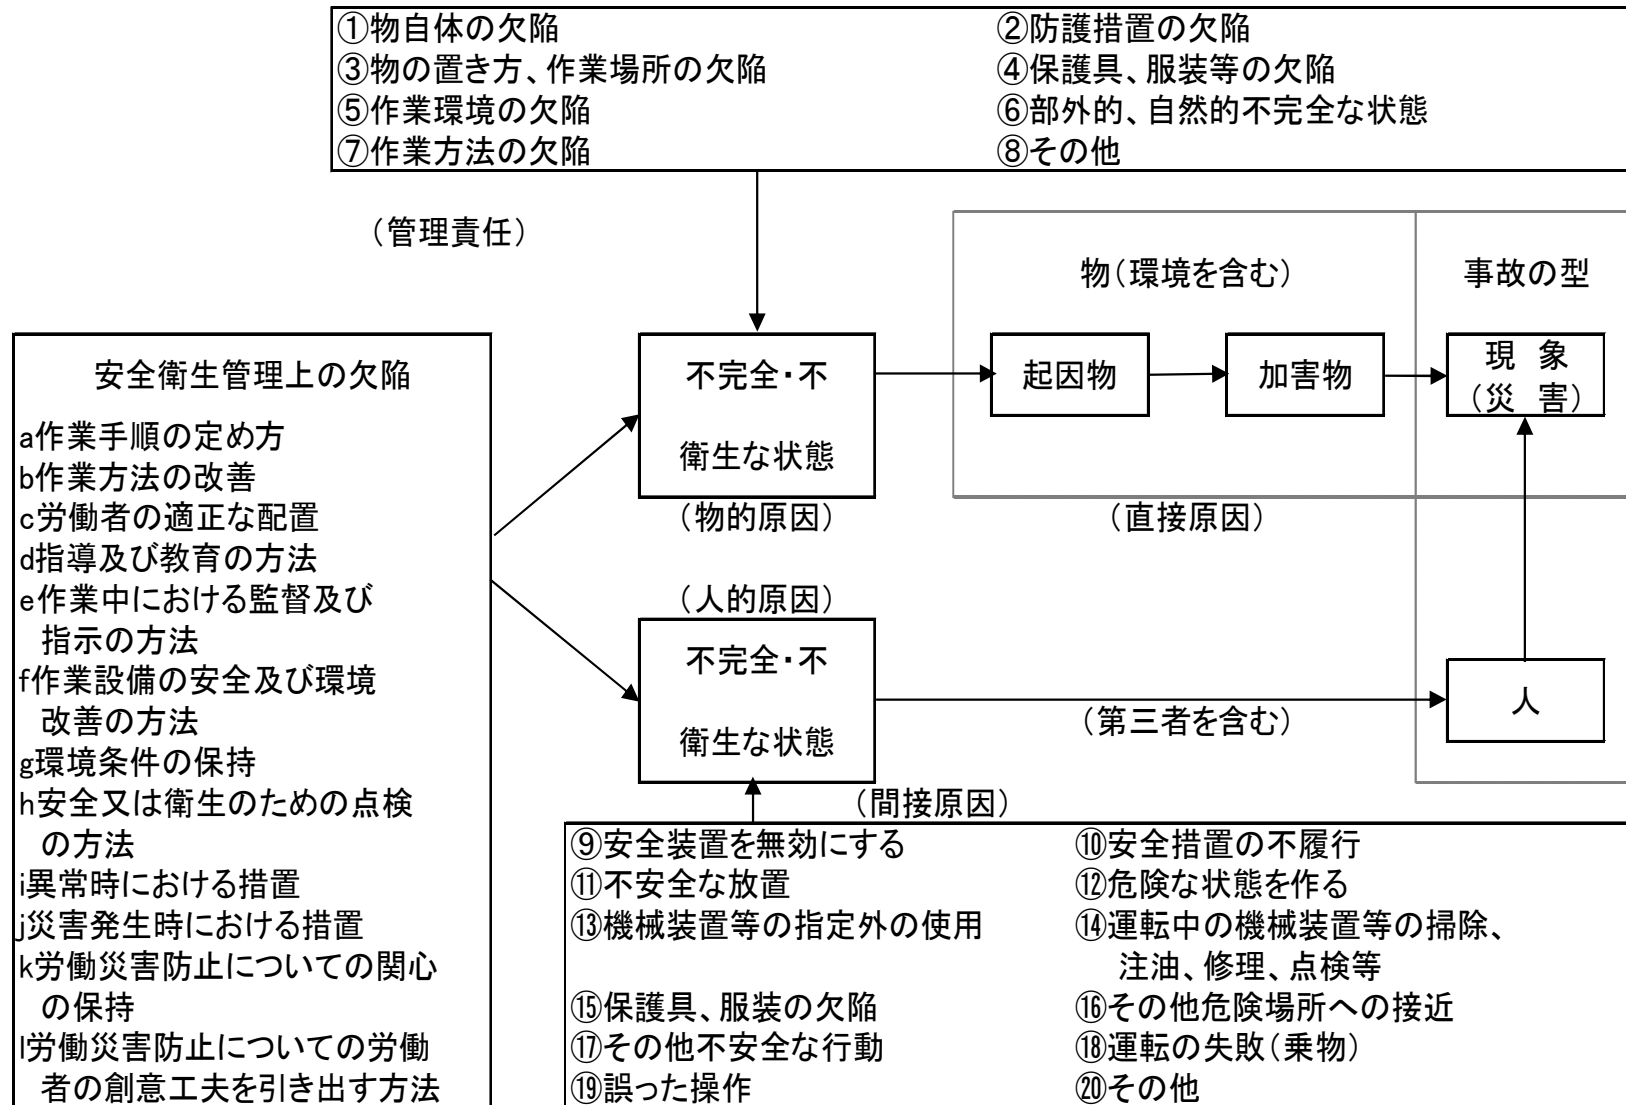 ①物自体の欠陥
②防護措置の欠陥
③物の置き方、作業場所の欠陥
④保護具、服装等の欠陥
⑤作業環境の欠陥
⑥部外的、自然的不完全な状態
⑦作業方法の欠陥
⑧その他
（管理責任）
物（環境を含む）
事故の型
安全衛生管理上の欠陥
a作業手順の定め方
b作業方法の改善
c労働者の適正な配置
d指導及び教育の方法
e作業中における監督及び
指示の方法
f作業設備の安全及び環境
改善の方法
g環境条件の保持
h安全又は衛生のための点検
の方法
i異常時における措置
j災害発生時における措置
k労働災害防止についての関心
の保持
l労働災害防止についての労働
者の創意工夫を引き出す方法
不完全・不
衛生な状態
（物的原因）
起因物
加害物
現　象
（災　害）
（直接原因）
（人的原因）
不完全・不
衛生な状態
（第三者を含む）
人
（間接原因）
⑨安全装置を無効にする
⑩安全措置の不履行
⑪不安全な放置
⑫危険な状態を作る
⑬機械装置等の指定外の使用
⑭運転中の機械装置等の掃除、
注油、修理、点検等
⑮保護具、服装の欠陥
⑯その他危険場所への接近
⑰その他不安全な行動
⑱運転の失敗（乗物）
⑲誤った操作
⑳その他